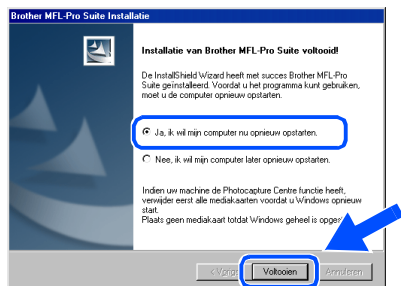 Brother MFL-Pro Suite Installatie
Installatie van Brother MFL-Pro Suite voltooid!
De InstallShield Wizard heeft met succes Brother MFL-Pro
Suite geïnstalleerd. Voordat u het programma kunt gebruiken,
moet u de computer opnieuw opstarten.
Ja, ik wil mijn computer nu opnieuw opstarten.
Nee, ik wil mijn computer later opnieuw opstarten.
Indien uw machine de Photocapture Centre functie heeft,
verwijder eerst alle mediakaarten voordat u Windows opnieuw
start.
Plaats geen mediakaart totdat Windows geheel is
Voltooien
Annuleren